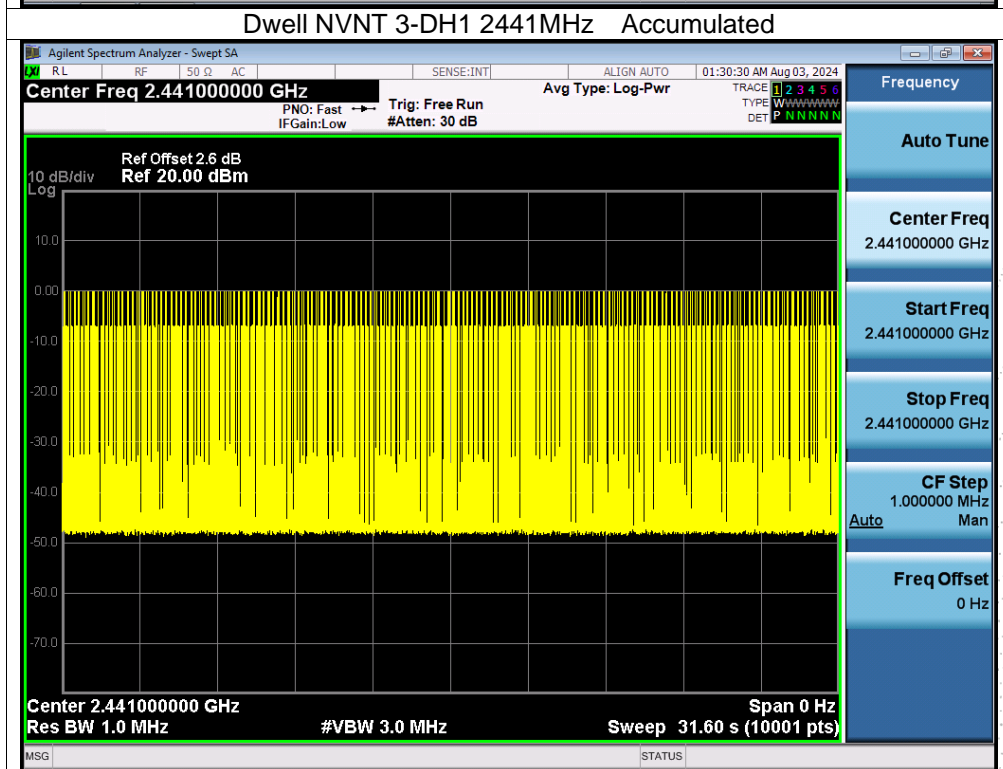 Dwell NVNT 3-DH1 2441MHz Accumulated
Agilent Spectrum Analyzer - Swept SA
LXI RL RF 50 Ω AC SENSE:INT ALIGN AUTO 01:30:30 AM Aug 03, 2024
Center Freq 2.441000000 GHz
PNO: Fast
IFGain:Low
Trig: Free Run
#Atten: 30 dB
Avg Type: Log-Pwr
TRACE 1 2 3 4 5 6
TYPE WWWWWWW
DET P N N N N N
Ref Offset 2.6 dB
10 dB/div Ref 20.00 dBm
Log
10.0
0.00
-10.0
-20.0
-30.0
-40.0
-50.0
-60.0
-70.0
Center 2.441000000 GHz Span 0 Hz
Res BW 1.0 MHz #VBW 3.0 MHz Sweep 31.60 s (10001 pts)
MSG STATUS
Frequency
Auto Tune
Center Freq
2.441000000 GHz
Start Freq
2.441000000 GHz
Stop Freq
2.441000000 GHz
CF Step
1.000000 MHz
Auto Man
Freq Offset
0 Hz